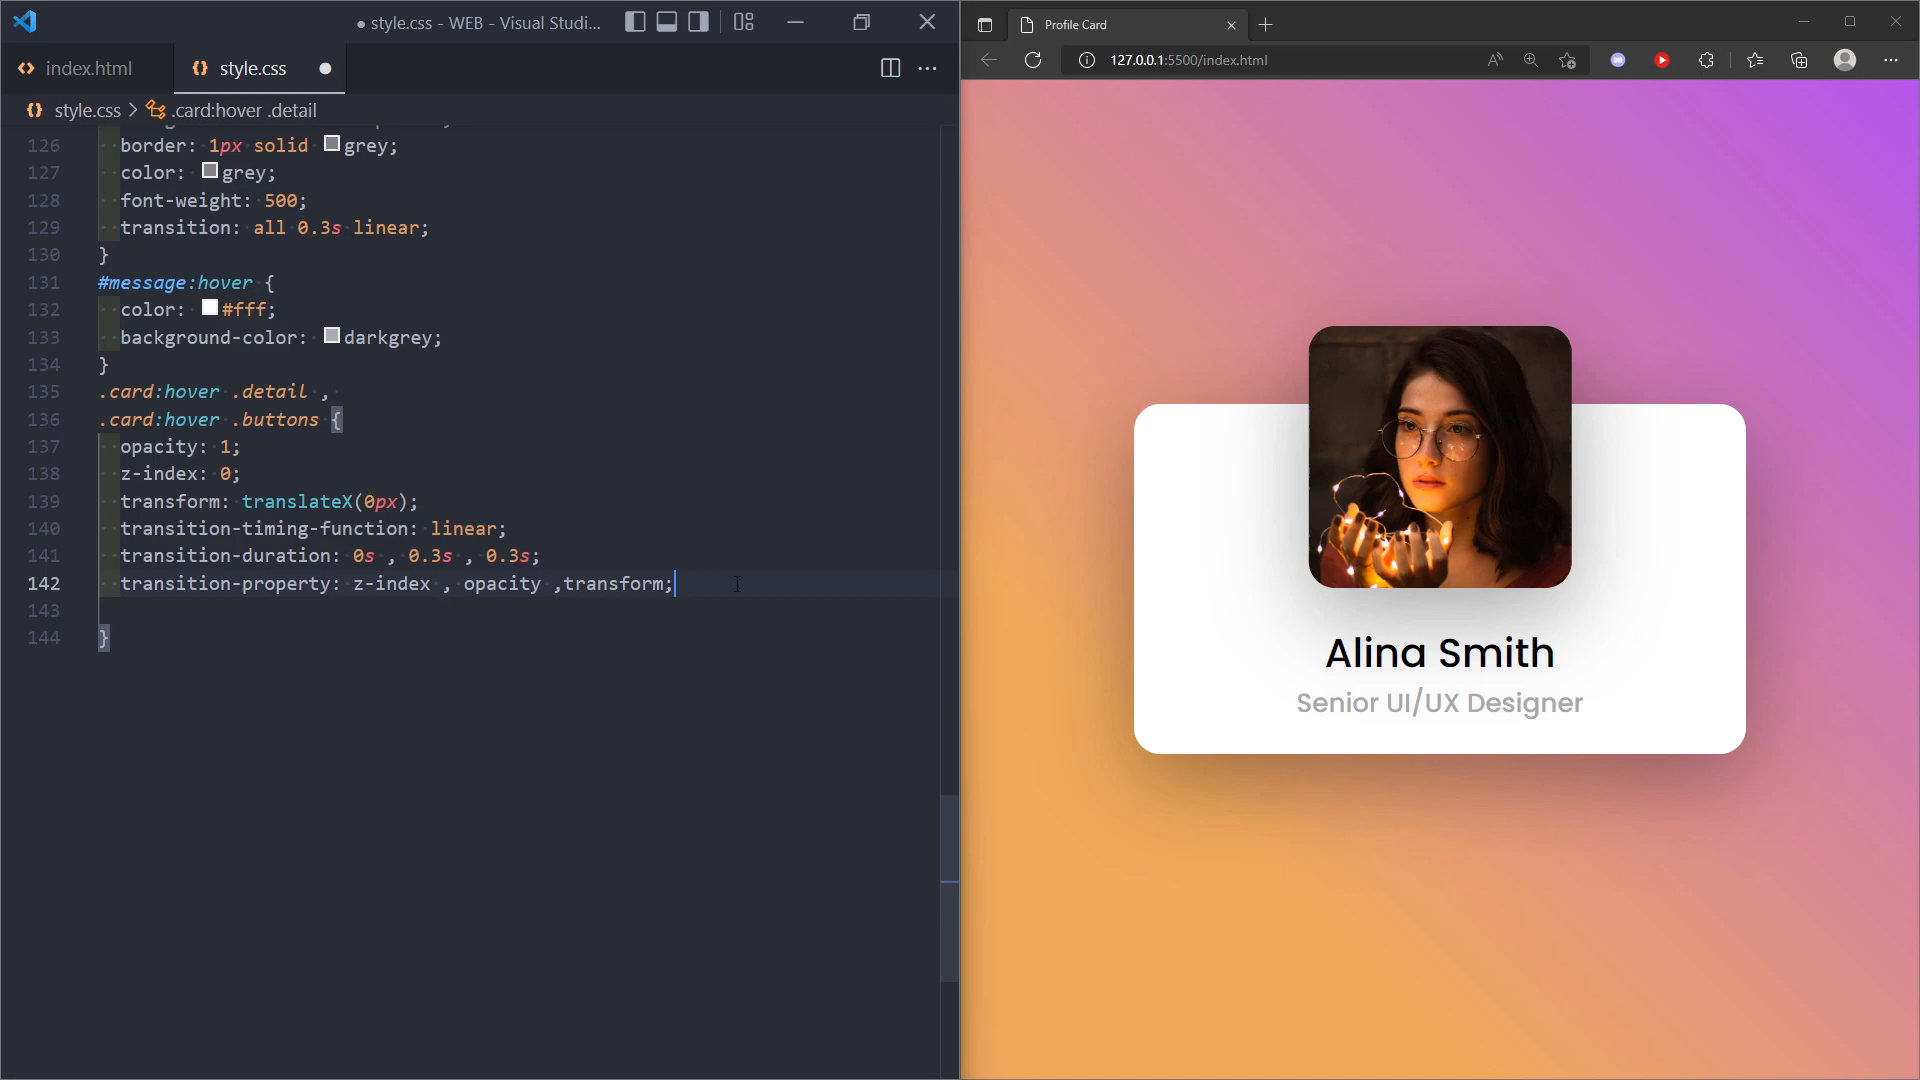 style.css - WEB - Visual Studi...
index.html
style.css
style.css > .card:hover .detail
126 border: 1px solid grey;
127 color: grey;
128 font-weight: 500;
129 transition: all 0.3s linear;
130 }
131 #message:hover {
132 color: #fff;
133 background-color: darkgrey;
134 }
135 .card:hover .detail ,
136 .card:hover .buttons {
137 opacity: 1;
138 z-index: 0;
139 transform: translateX(0px);
140 transition-timing-function: linear;
141 transition-duration: 0s , 0.3s , 0.3s;
142 transition-property: z-index , opacity ,transform;
143
144 }
Profile Card
127.0.0.1:5500/index.html
Alina Smith
Senior UI/UX Designer